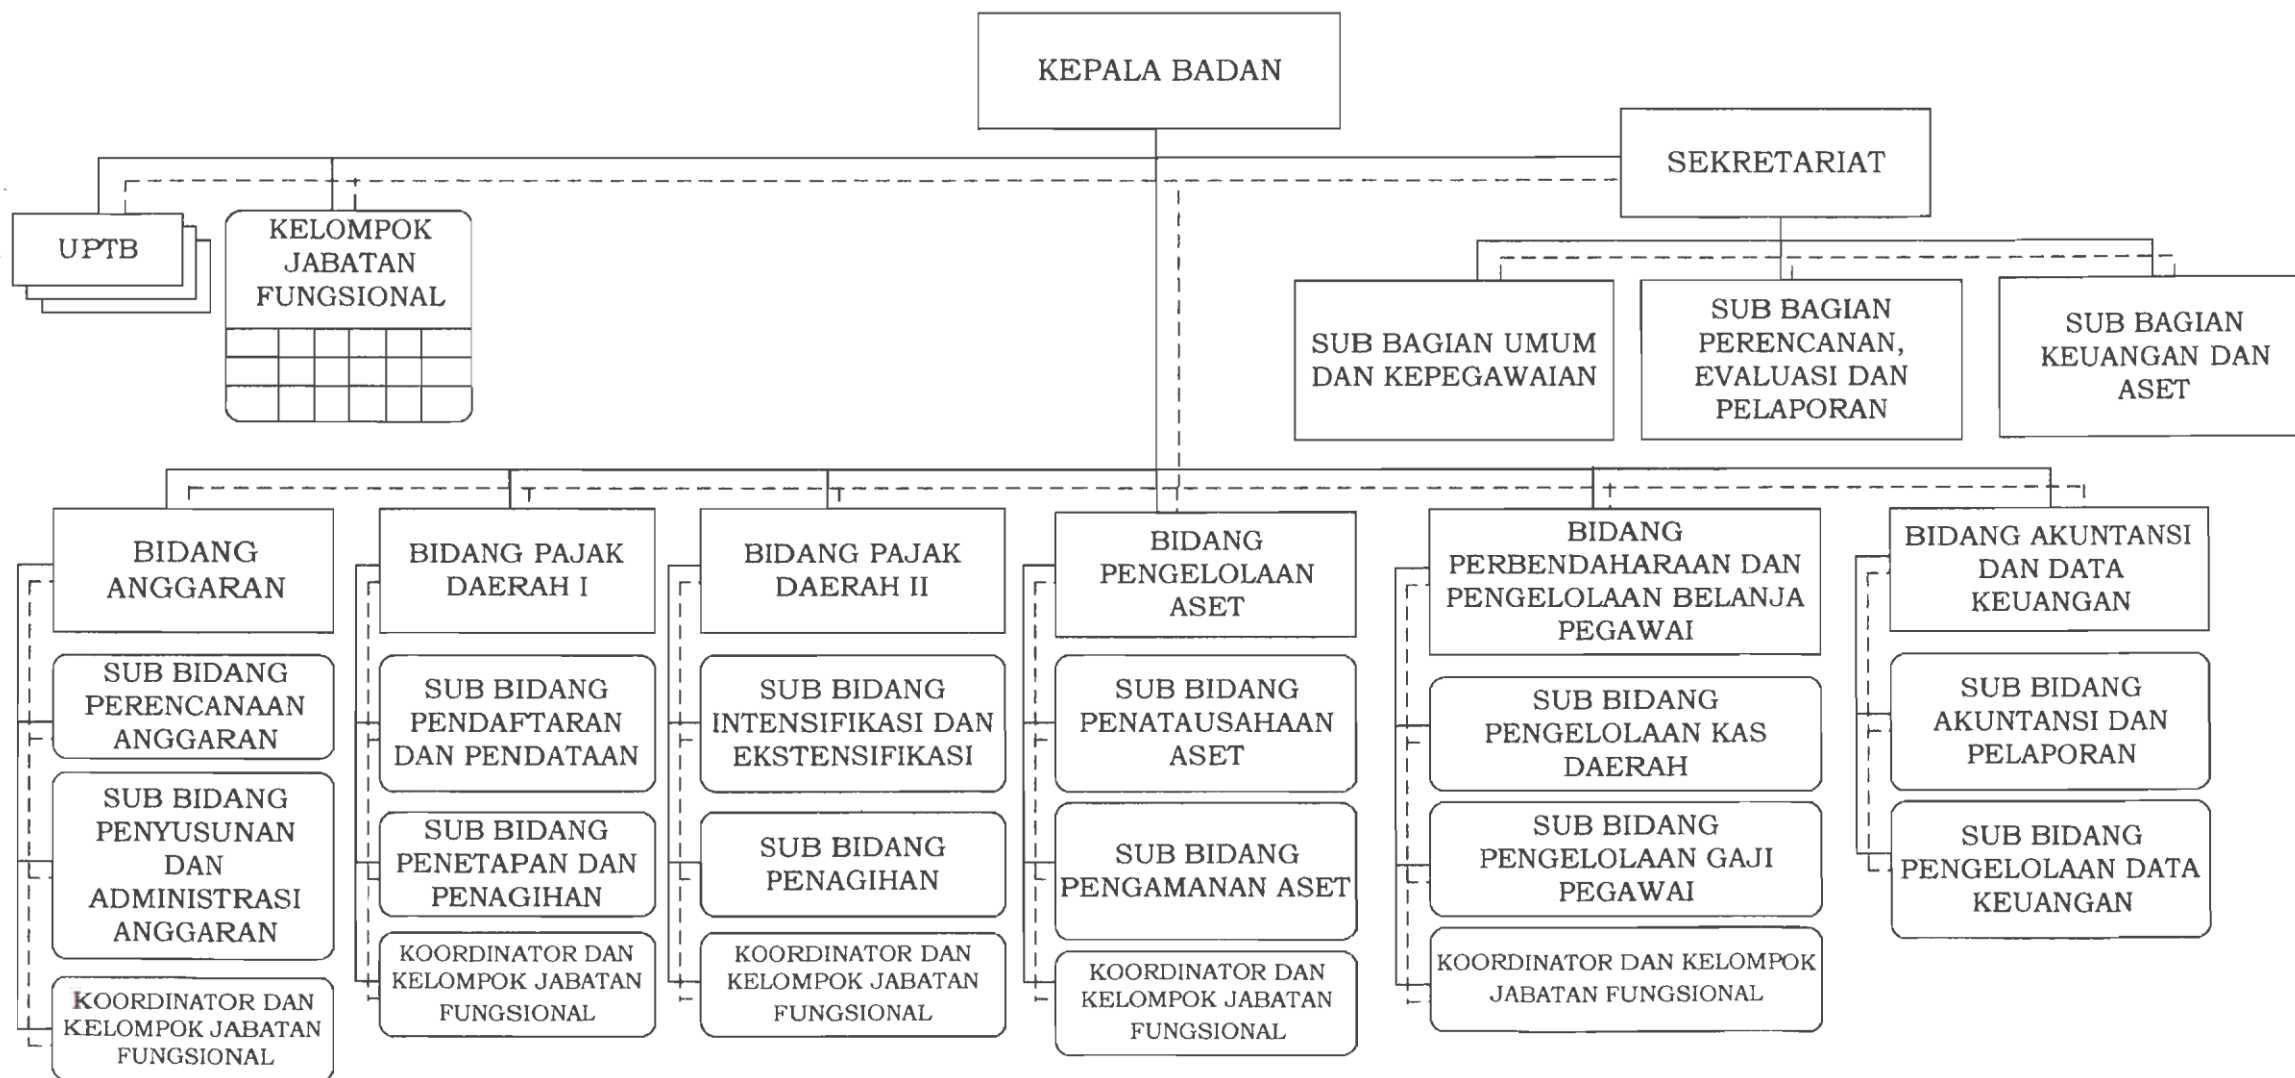 KEPALA BADAN
SEKRETARIAT
UPTB
KELOMPOK
JABATAN
FUNGSIONAL
SUB BAGIAN UMUM
DAN KEPEGAWAIAN
SUB BAGIAN
PERENCANAN,
EVALUASI DAN
PELAPORAN
SUB BAGIAN
KEUANGAN DAN
ASET
BIDANG
ANGGARAN
SUB BIDANG
PERENCANAAN
ANGGARAN
SUB BIDANG
PENYUSUNAN
DAN
ADMINISTRASI
ANGGARAN
KOORDINATOR DAN
KELOMPOK JABATAN
FUNGSIONAL
BIDANG PAJAK
DAERAH I
SUB BIDANG
PENDAFTARAN
DAN PENDATAAN
SUB BIDANG
PENETAPAN DAN
PENAGIHAN
KOORDINATOR DAN
KELOMPOK JABATAN
FUNGSIONAL
BIDANG PAJAK
DAERAH II
SUB BIDANG
INTENSIFIKASI DAN
EKSTENSIFIKASI
SUB BIDANG
PENAGIHAN
KOORDINATOR DAN
KELOMPOK JABATAN
FUNGSIONAL
BIDANG
PENGELOLAAN
ASET
SUB BIDANG
PENATAUSAHAAN
ASET
SUB BIDANG
PENGAMANAN ASET
KOORDINATOR DAN
KELOMPOK JABATAN
FUNGSIONAL
BIDANG
PERBENDAHARAAN DAN
PENGELOLAAN BELANJA
PEGAWAI
SUB BIDANG
PENGELOLAAN KAS
DAERAH
SUB BIDANG
PENGELOLAAN GAJI
PEGAWAI
KOORDINATOR DAN KELOMPOK
JABATAN FUNGSIONAL
BIDANG AKUNTANSI
DAN DATA
KEUANGAN
SUB BIDANG
AKUNTANSI DAN
PELAPORAN
SUB BIDANG
PENGELOLAAN DATA
KEUANGAN